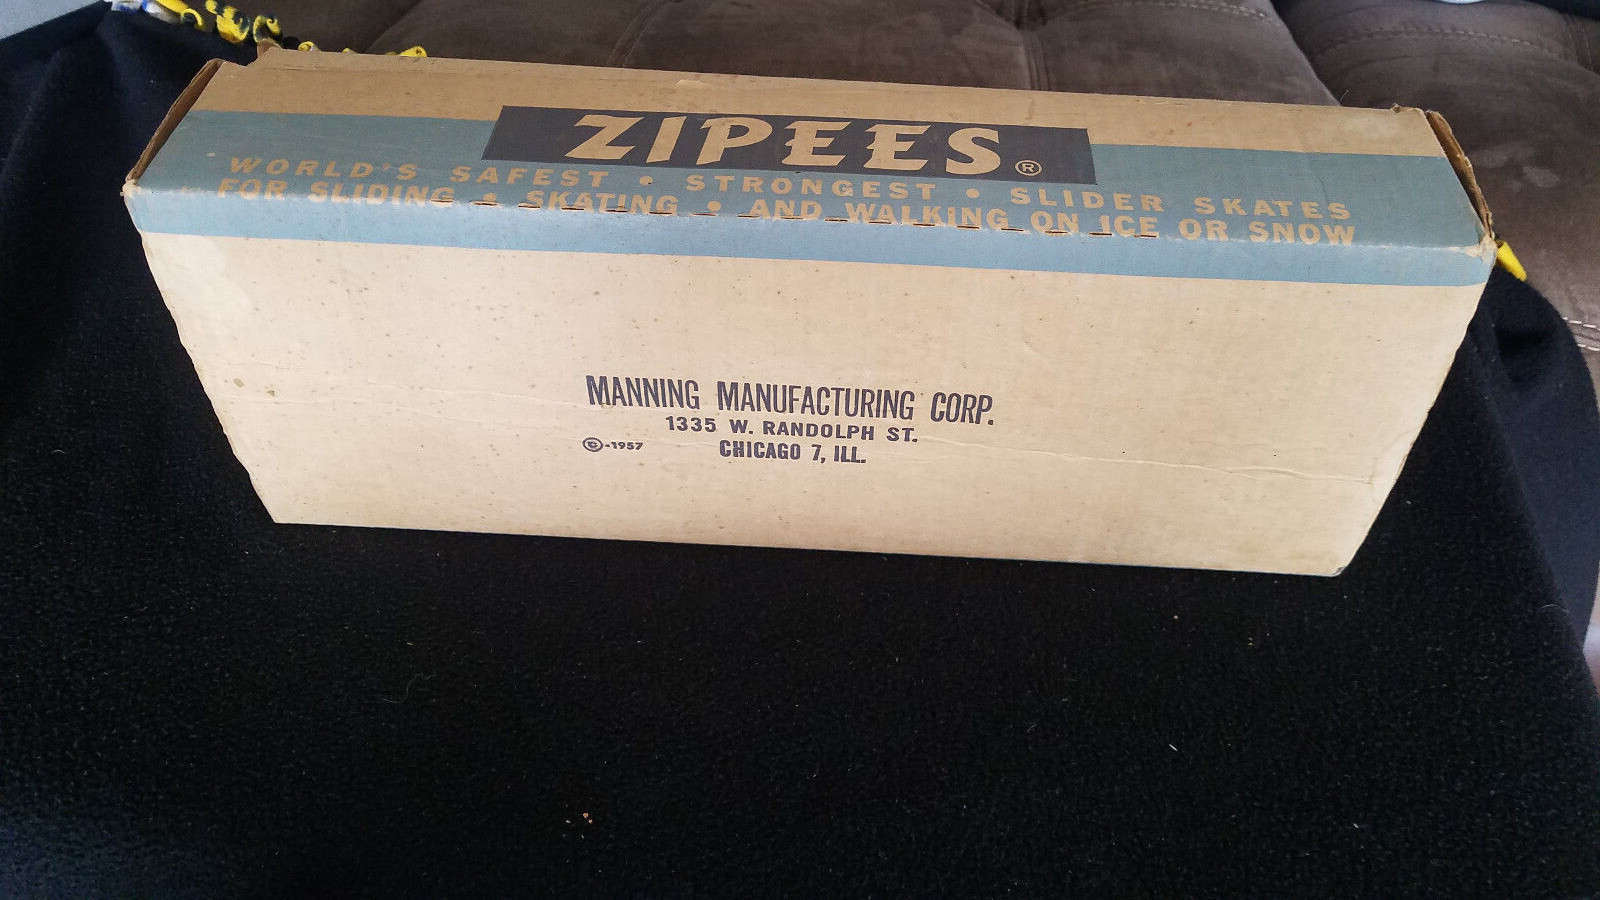 ZIPEES ®
WORLD'S SAFEST • STRONGEST • SLIDER SKATES
FOR SLIDING • SKATING • AND WALKING ON ICE OR SNOW
MANNING MANUFACTURING CORP.
1335 W. RANDOLPH ST.
©-1957 CHICAGO 7, ILL.